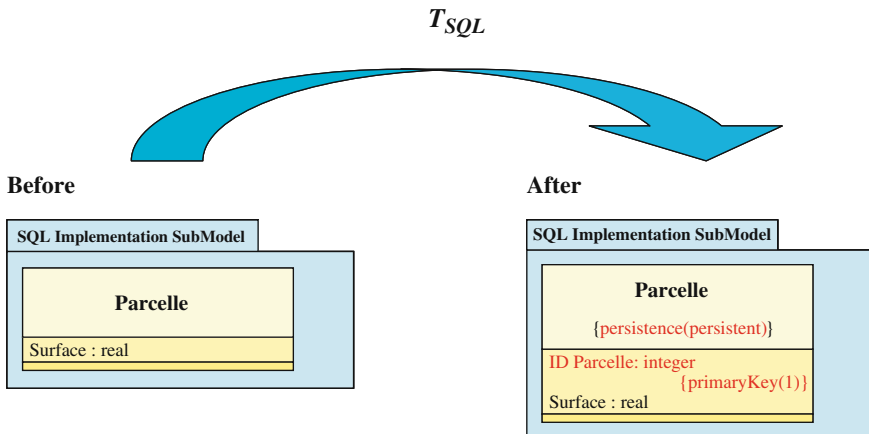 T_SQL
Before
After
SQL Implementation SubModel
Parcelle
Surface : real
SQL Implementation SubModel
Parcelle
{persistence(persistent)}
ID Parcelle: integer
{primaryKey(1)}
Surface : real